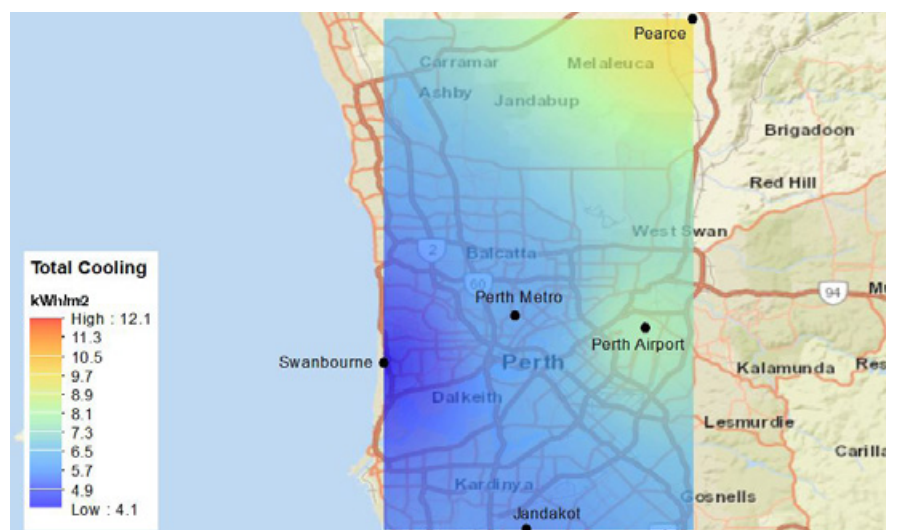 Pearce
Carramar
Melaleuca
Ashby
Jandabup
Brigadoon
Red Hill
West Swan
2
Balcatta
60
Perth Metro
94
Perth Airport
Swanbourne
Perth
Kalamunda
Res
Dalkeith
Lesmurdie
Carilla
Kardinya
Gosnells
Jandakot
Total Cooling
kWh/m2
High : 12.1
11.3
10.5
9.7
8.9
8.1
7.3
6.5
5.7
4.9
Low : 4.1